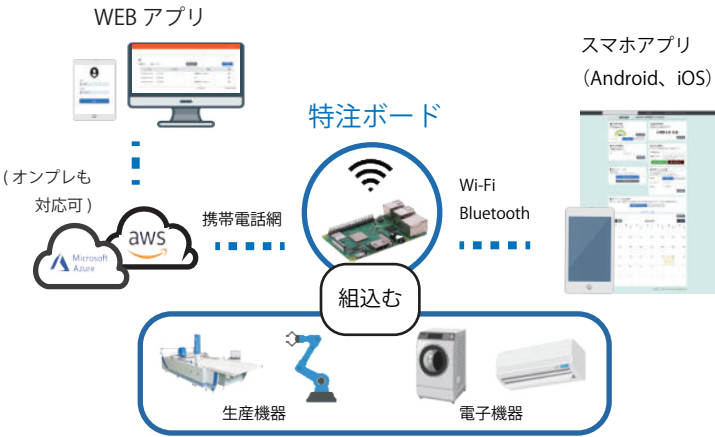 WEB アプリ
スマホアプリ
（Android、iOS）
特注ボード
( オンプレも
対応可 )
携帯電話網
Wi-Fi
Bluetooth
aws
Microsoft
Azure
組込む
生産機器
電子機器